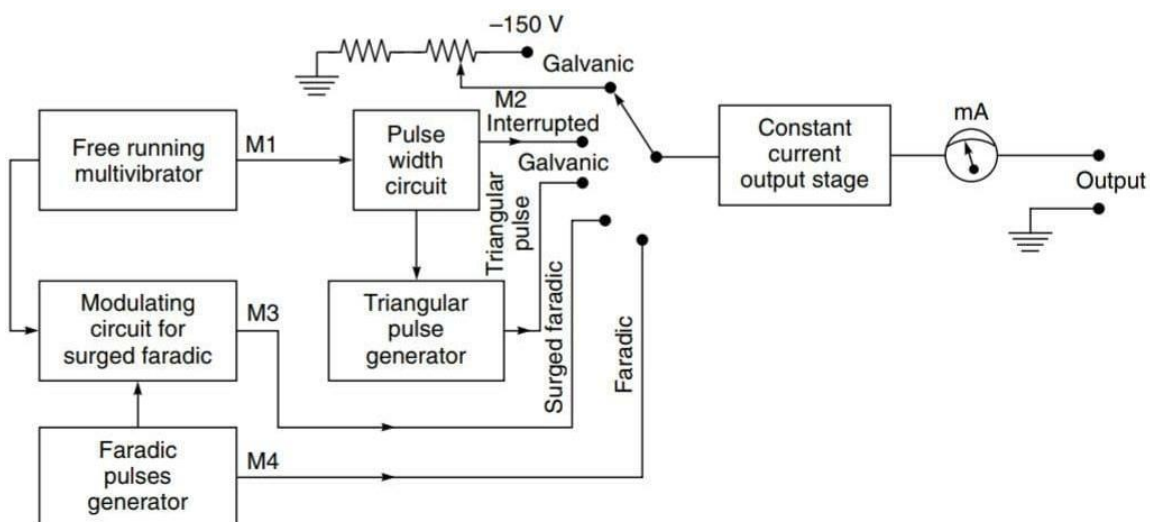 –150 V
Galvanic
M2
Interrupted
Galvanic
Free running
multivibrator
M1
Pulse
width
circuit
Triangular
pulse
Constant
current
output stage
mA
Output
Modulating
circuit for
surged faradic
M3
Triangular
pulse
generator
Surged faradic
Faradic
Faradic
pulses
generator
M4